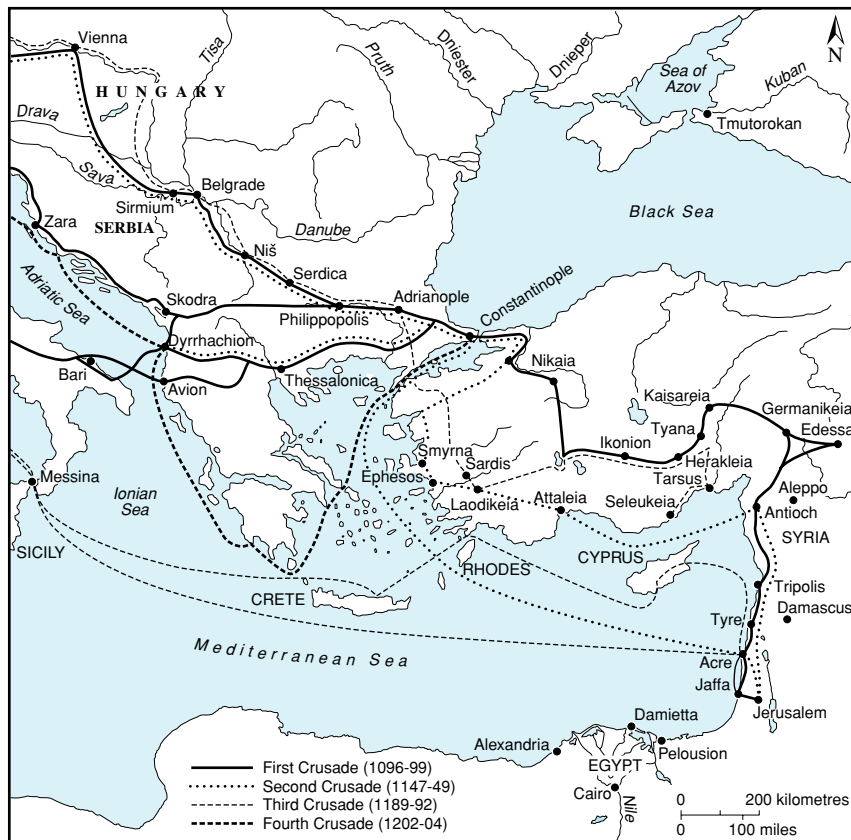 Vienna
Tisa
Pruth
Dniester
Dnieper
Sea of
Azov
Kuban
N
HUNGARY
Drava
Tmutorokan
Sava
Belgrade
Sirmium
SERBIA
Zara
Danube
Black Sea
Niš
Serdica
Adriatic Sea
Skodra
Philippopolis
Adrianople
Constantinople
Dyrrhachion
Bari
Avion
Thessalonica
Nikaia
Kaisareia
Germanikeia
Edessa
Tyana
Ikonion
Herakleia
Smyrna
Sardis
Ephesos
Laodikeia
Attaleia
Seleukeia
Tarsus
Aleppo
Antioch
Messina
Ionian
Sea
SICILY
SYRIA
CYPRUS
RHODES
CRETE
Tripolis
Damascus
Tyre
Mediterranean Sea
Acre
Jaffa
Jerusalem
Damietta
Alexandria
Pelousion
EGYPT
Cairo
Nile
First Crusade (1096-99)
Second Crusade (1147-49)
Third Crusade (1189-92)
Fourth Crusade (1202-04)
0 200 kilometres
0 100 miles